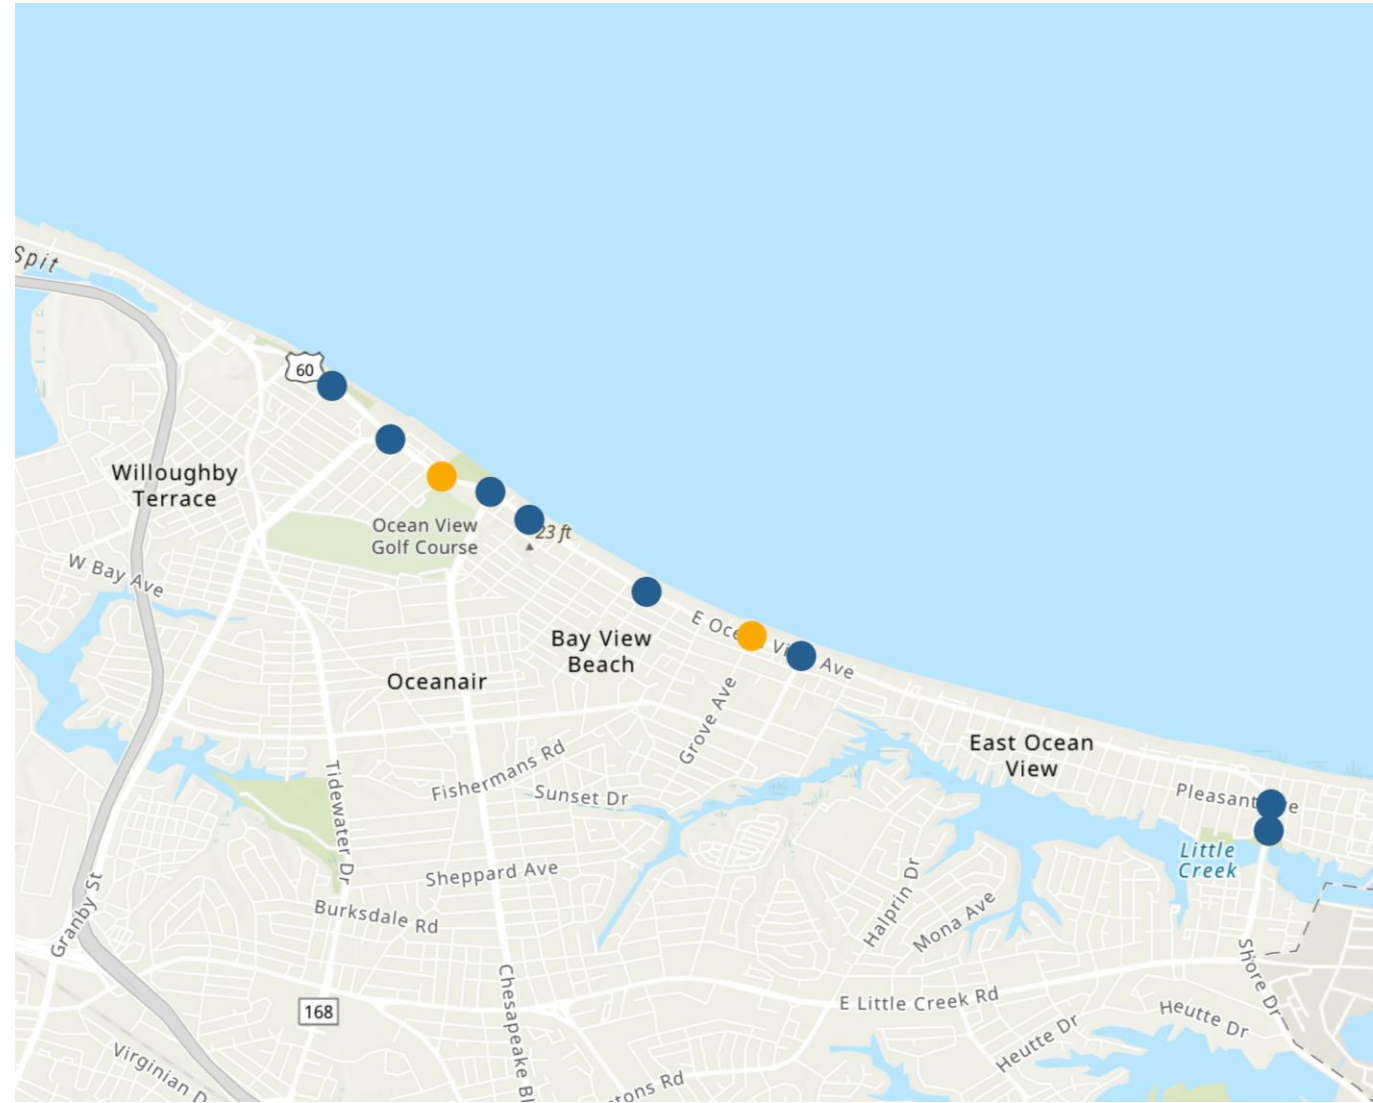 Spit
60
Willoughby
Terrace
Ocean View
Golf Course
23 ft
W Bay Ave
Bay View
Beach
E Oce
Vi
Ave
Oceanair
Grove Ave
East Ocean
View
Fishermans Rd
Sunset Dr
Pleasant
e
Tidewater Dr
Little
Creek
Sheppard Ave
Halprin Dr
Mona Ave
Burksdale Rd
Granby St
Shore Dr
Chesapeake Bl
E Little Creek Rd
168
Heutte Dr
Heutte Dr
Virginian D
tons Rd